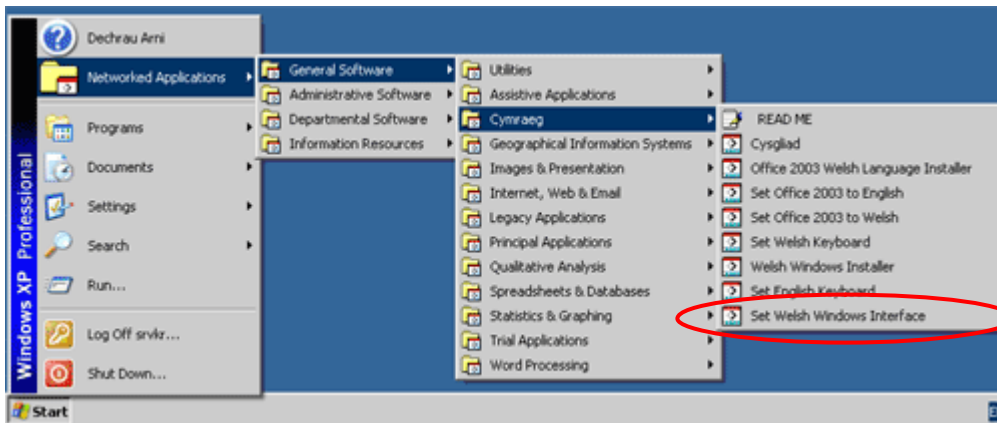 Dechrau Arni
Networked Applications
Programs
Documents
Settings
Search
Run...
Log Off srvkr...
Shut Down...
Windows XP Professional
Start
General Software
Administrative Software
Departmental Software
Information Resources
Utilities
Assistive Applications
Cymraeg
Geographical Information Systems
Images & Presentation
Internet, Web & Email
Legacy Applications
Principal Applications
Qualitative Analysis
Spreadsheets & Databases
Statistics & Graphing
Trial Applications
Word Processing
READ ME
Cysgliad
Office 2003 Welsh Language Installer
Set Office 2003 to English
Set Office 2003 to Welsh
Set Welsh Keyboard
Welsh Windows Installer
Set English Keyboard
Set Welsh Windows Interface